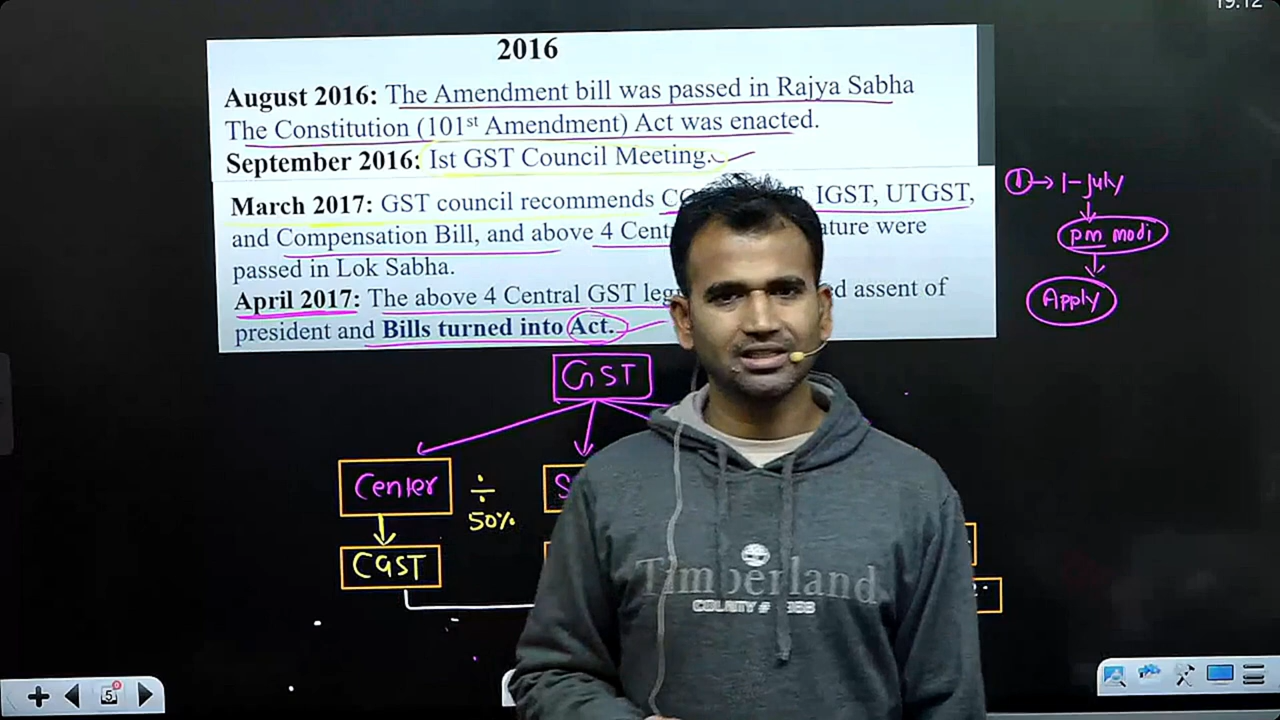 19:12
2016
August 2016: The Amendment bill was passed in Rajya Sabha
The Constitution (101st Amendment) Act was enacted.
September 2016: Ist GST Council Meeting.
March 2017: GST council recommends IGST, UTGST,
and Compensation Bill, and above 4 were
passed in Lok Sabha.
April 2017: The above 4 Central GST assent of
president and Bills turned into Act.
1 → 1-July
PM modi
Apply
GST
Center
÷
50%
CGST
Timberland
5